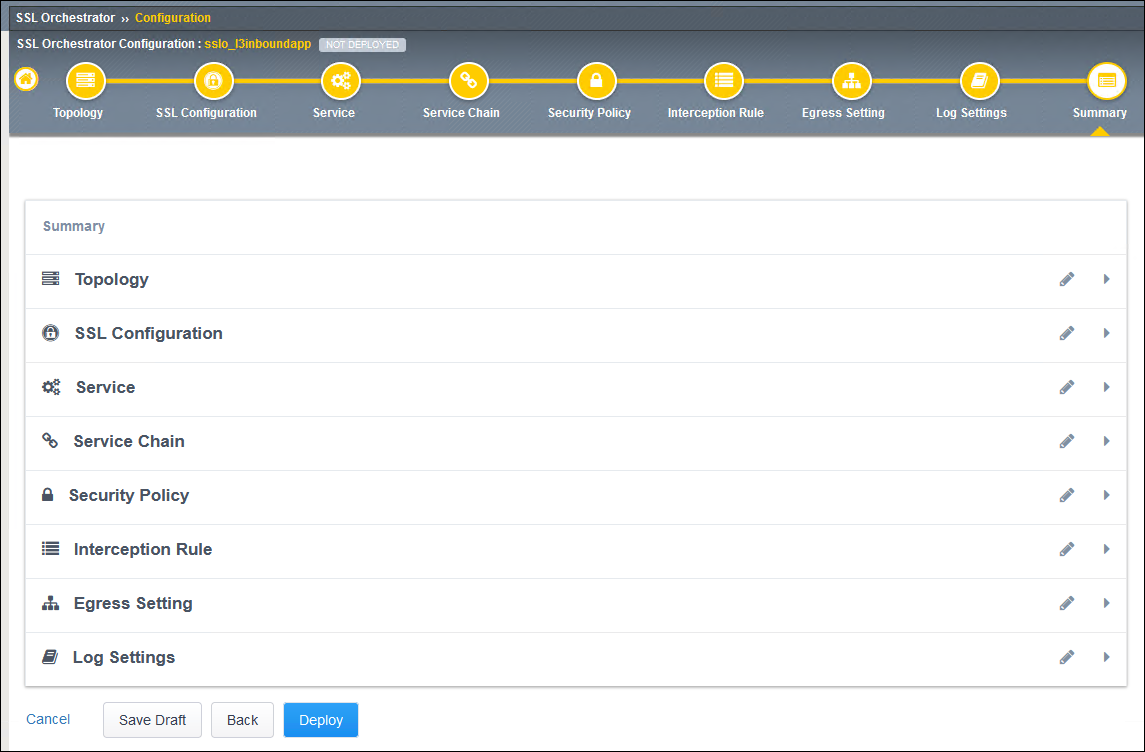 SSL Orchestrator ›› Configuration
SSL Orchestrator Configuration : sslo_l3inboundapp NOT DEPLOYED
Topology SSL Configuration Service Service Chain Security Policy Interception Rule Egress Setting Log Settings Summary
Summary
Topology
SSL Configuration
Service
Service Chain
Security Policy
Interception Rule
Egress Setting
Log Settings
Cancel Save Draft Back Deploy